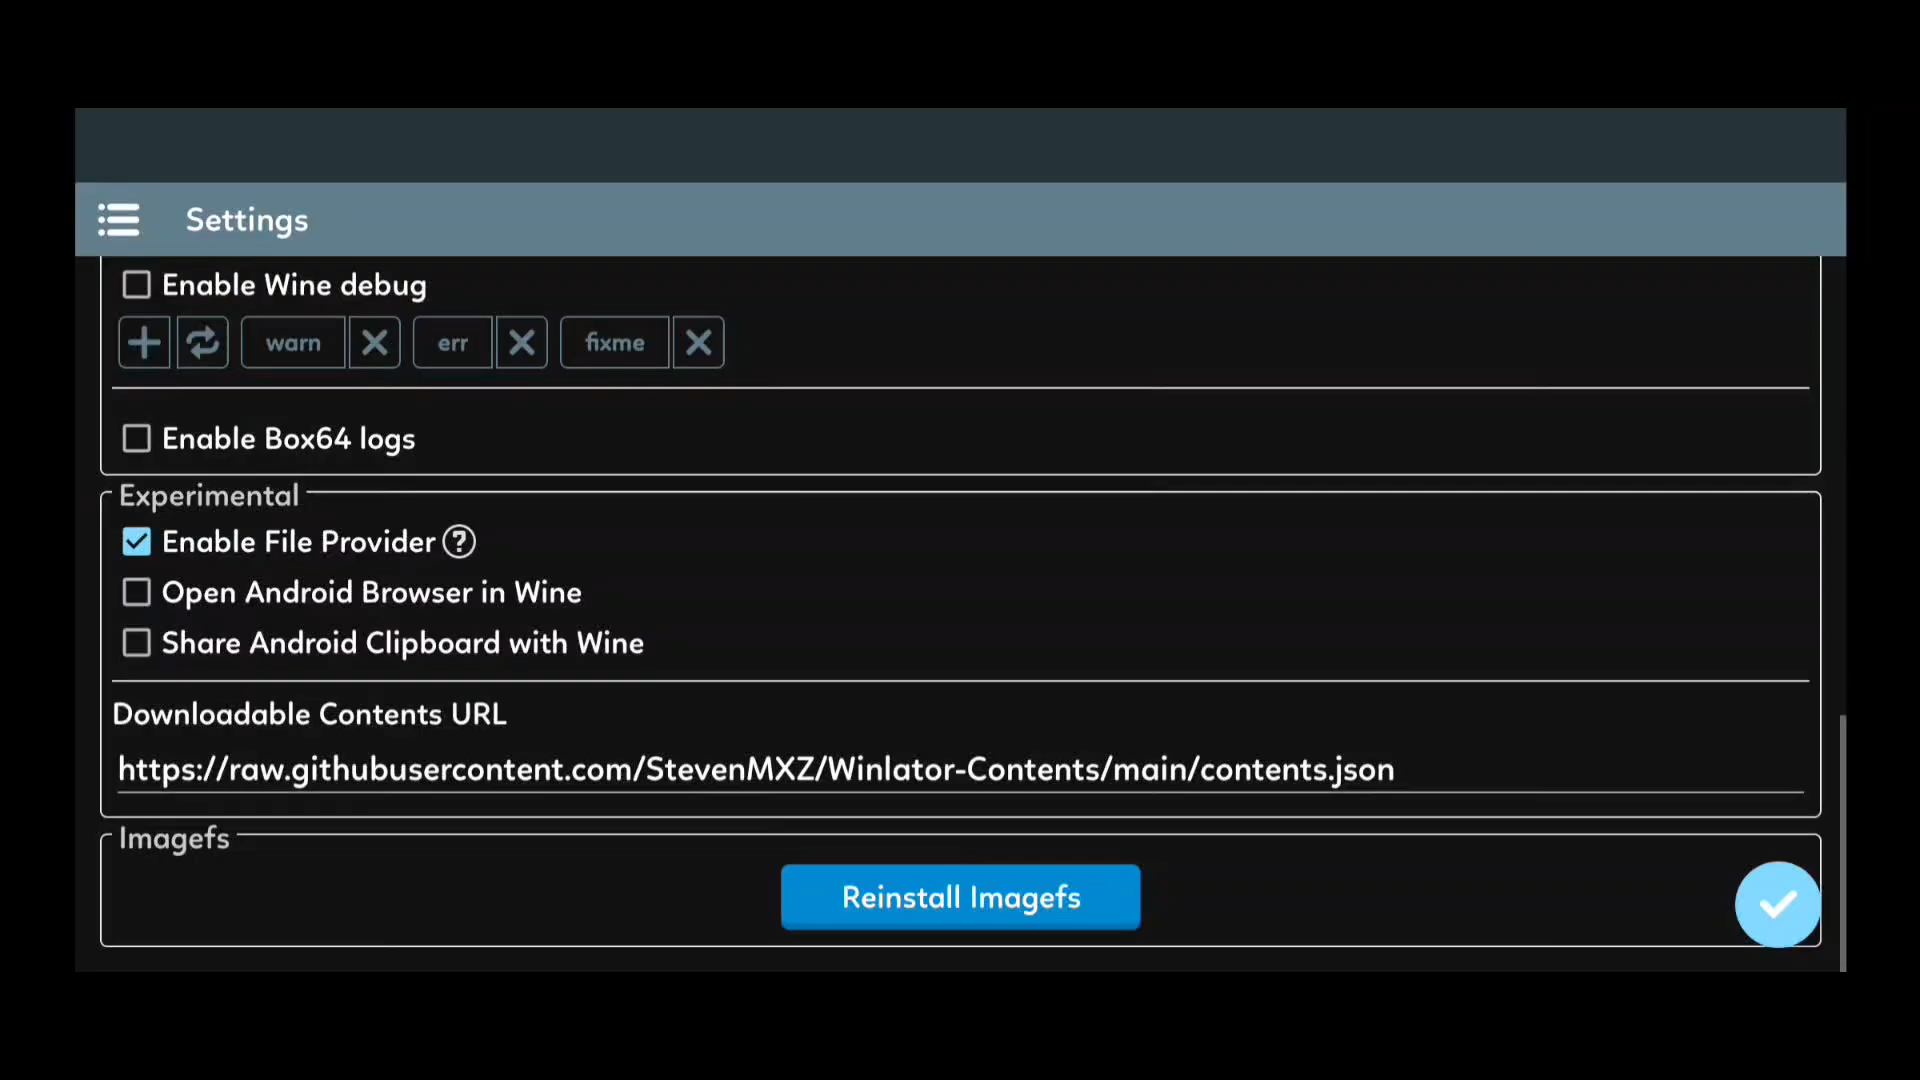 Settings
Enable Wine debug
warn err fixme
Enable Box64 logs
Experimental
Enable File Provider ?
Open Android Browser in Wine
Share Android Clipboard with Wine
Downloadable Contents URL
https://raw.githubusercontent.com/StevenMXZ/Winlator-Contents/main/contents.json
Imagefs
Reinstall Imagefs